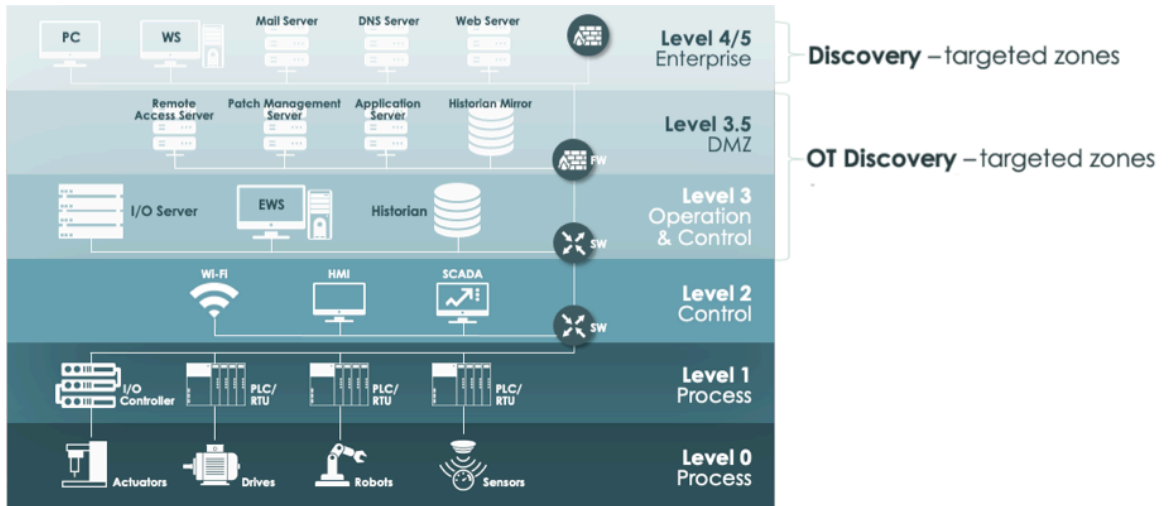 PC
WS
Mail Server
DNS Server
Web Server
Level 4/5
Enterprise
Discovery – targeted zones
Remote
Access Server
Patch Management
Server
Application
Server
Historian Mirror
Level 3.5
DMZ
FW
OT Discovery – targeted zones
I/O Server
EWS
Historian
Level 3
Operation
& Control
SW
Wi-Fi
HMI
SCADA
Level 2
Control
SW
I/O
Controller
PLC/
RTU
PLC/
RTU
PLC/
RTU
Level 1
Process
Actuators
Drives
Robots
Sensors
Level 0
Process